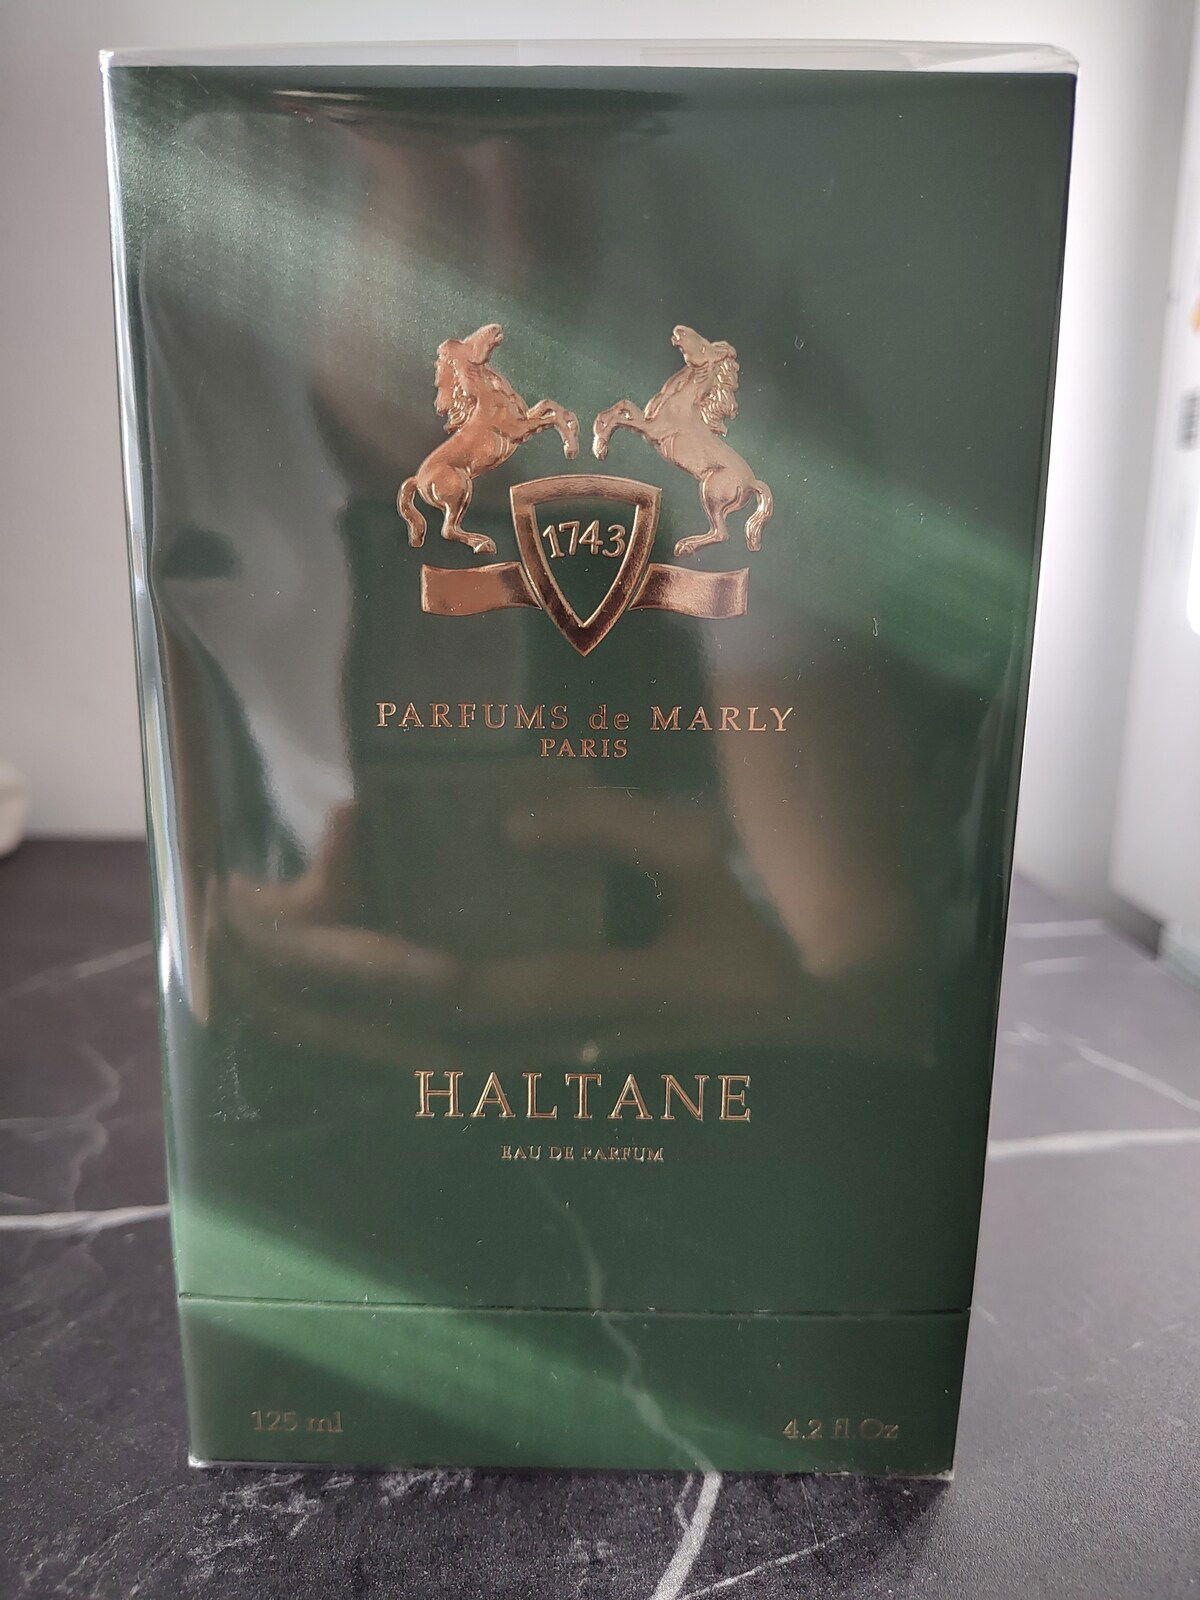 1743
PARFUMS de MARLY
PARIS
HALTANE
EAU DE PARFUM
125 ml
4.2 fl.Oz